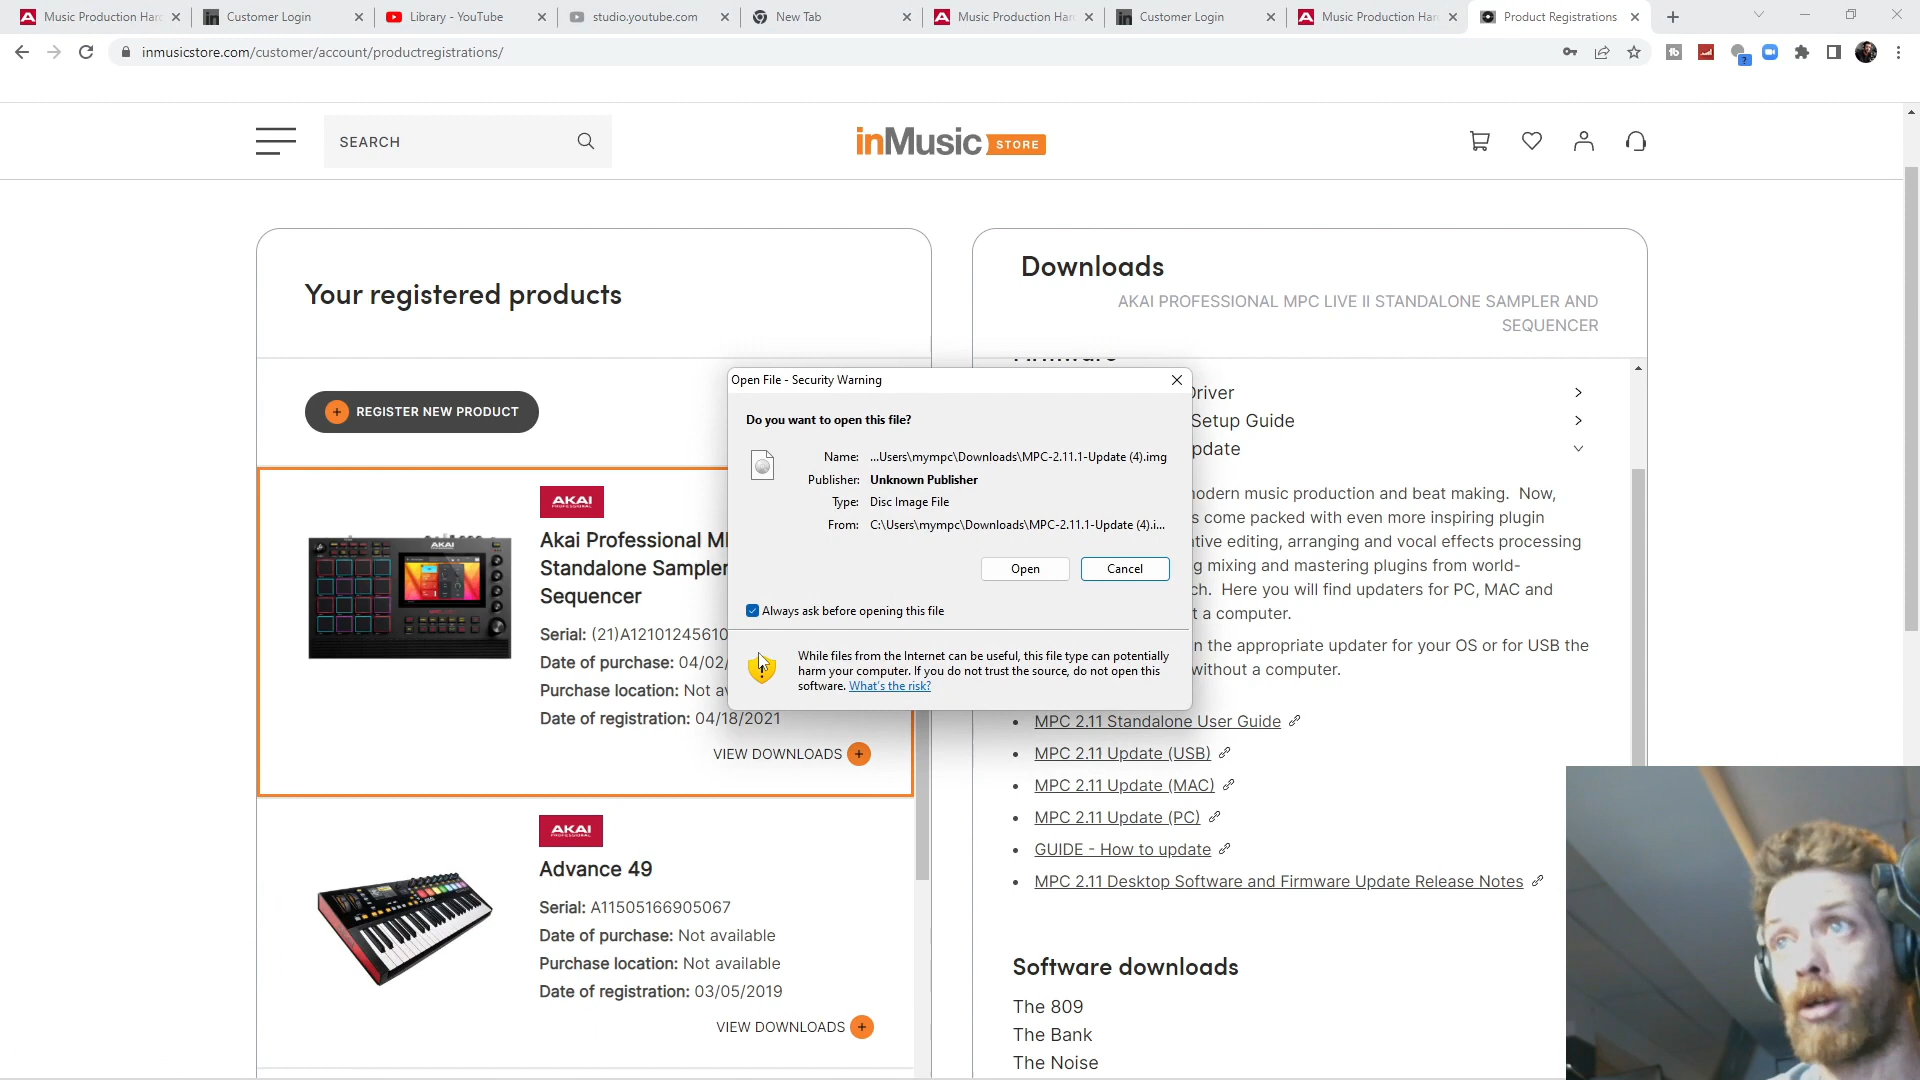 Music Production Har
Customer Login
Library - YouTube
studio.youtube.com
New Tab
Music Production Har
Customer Login
Music Production Har
Product Registrations
inmusicstore.com/customer/account/productregistrations/
SEARCH
inMusic STORE
Your registered products
Downloads
AKAI PROFESSIONAL MPC LIVE II STANDALONE SAMPLER AND
SEQUENCER
REGISTER NEW PRODUCT
Open File - Security Warning
Do you want to open this file?
Name: ...Users\mympc\Downloads\MPC-2.11.1-Update (4).img
Publisher: Unknown Publisher
Type: Disc Image File
From: C:\Users\mympc\Downloads\MPC-2.11.1-Update (4).i...
Open
Cancel
Always ask before opening this file
While files from the Internet can be useful, this file type can potentially
harm your computer. If you do not trust the source, do not open this
software. What's the risk?
AKAI
PROFESSIONAL
Akai Professional M
Standalone Sampler
Sequencer
Serial: (21)A12101245610
Date of purchase: 04/02/
Purchase location: Not av
Date of registration: 04/18/2021
VIEW DOWNLOADS
AKAI
PROFESSIONAL
Advance 49
Serial: A11505166905067
Date of purchase: Not available
Purchase location: Not available
Date of registration: 03/05/2019
VIEW DOWNLOADS
Driver
Setup Guide
pdate
odern music production and beat making. Now,
s come packed with even more inspiring plugin
tive editing, arranging and vocal effects processing
g mixing and mastering plugins from world-
ch. Here you will find updaters for PC, MAC and
t a computer.
n the appropriate updater for your OS or for USB the
without a computer.
MPC 2.11 Standalone User Guide
MPC 2.11 Update (USB)
MPC 2.11 Update (MAC)
MPC 2.11 Update (PC)
GUIDE - How to update
MPC 2.11 Desktop Software and Firmware Update Release Notes
Software downloads
The 809
The Bank
The Noise